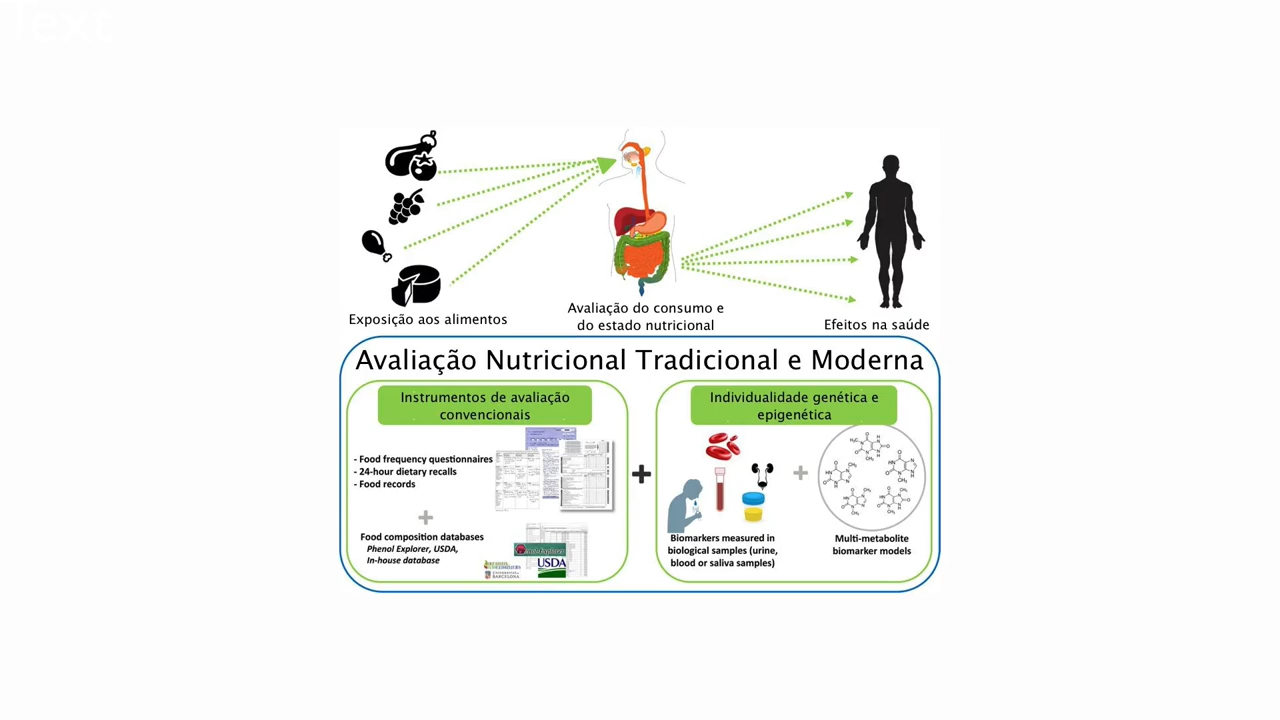 Text
Exposição aos alimentos
Avaliação do consumo e
do estado nutricional
Efeitos na saúde
Avaliação Nutricional Tradicional e Moderna
Instrumentos de avaliação
convencionais
- Food frequency questionnaires
- 24-hour dietary recalls
- Food records
+
Food composition databases
Phenol Explorer, USDA,
In-house database
USDA
BARCELONA
+
Individualidade genética e
epigenética
+
Biomarkers measured in
biological samples (urine,
blood or saliva samples)
Multi-metabolite
biomarker models